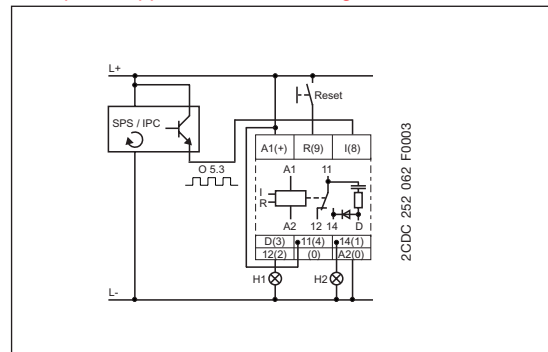 L+
Reset
SPS / IPC
A1(+) R(9) I(8)
O 5.3
A1 11
I
R
A2 12 14 D
D(3) 11(4) 14(1)
12(2) (0) A2(0)
H1 H2
L-
2CDC 252 062 F0003